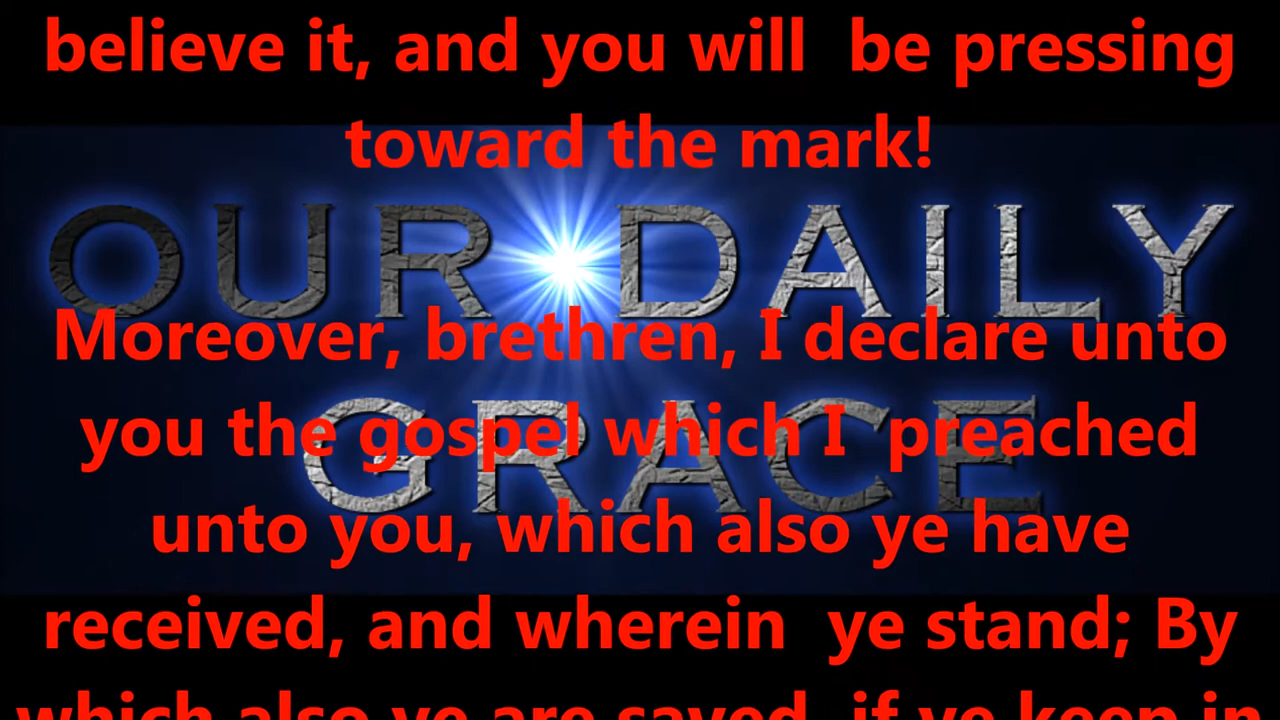 believe it, and you will  be pressing
toward the mark!
OUR DAILY
Moreover, brethren, I declare unto
GRACE
you the gospel which I  preached
unto you, which also ye have
received, and wherein  ye stand; By
which also ye are saved, if ye keep in